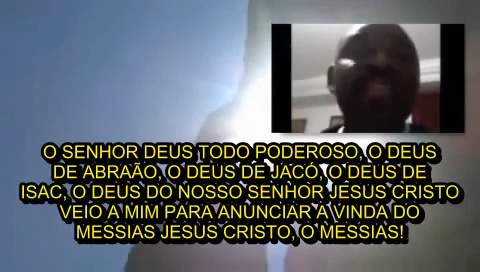 O SENHOR DEUS TODO PODEROSO, O DEUS
DE ABRAÃO, O DEUS DE JACÓ, O DEUS DE
ISAC, O DEUS DO NOSSO SENHOR JESUS CRISTO
VEIO A MIM PARA ANUNCIAR A VINDA DO
MESSIAS JESUS CRISTO, O MESSIAS!